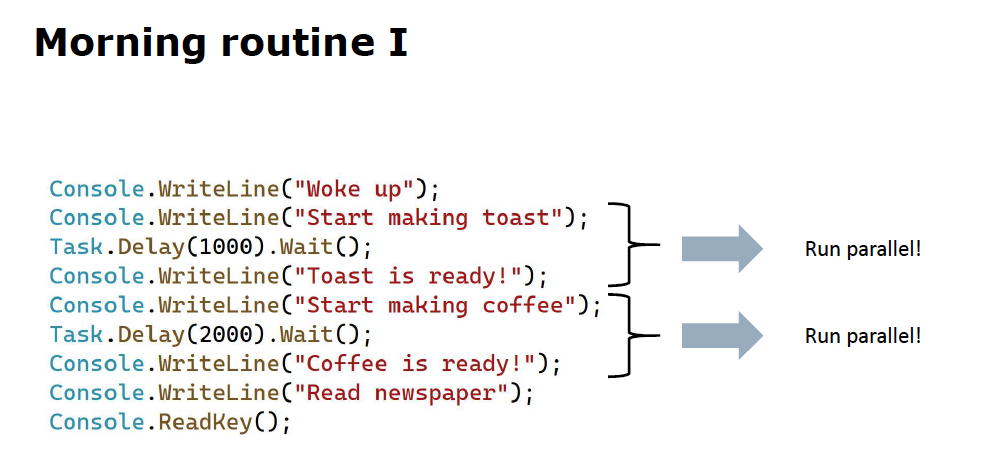 Morning routine I
Console.WriteLine("Woke up");
Console.WriteLine("Start making toast");
Task.Delay(1000).Wait();
Console.WriteLine("Toast is ready!");
Console.WriteLine("Start making coffee");
Task.Delay(2000).Wait();
Console.WriteLine("Coffee is ready!");
Console.WriteLine("Read newspaper");
Console.ReadKey();
Run parallel!
Run parallel!